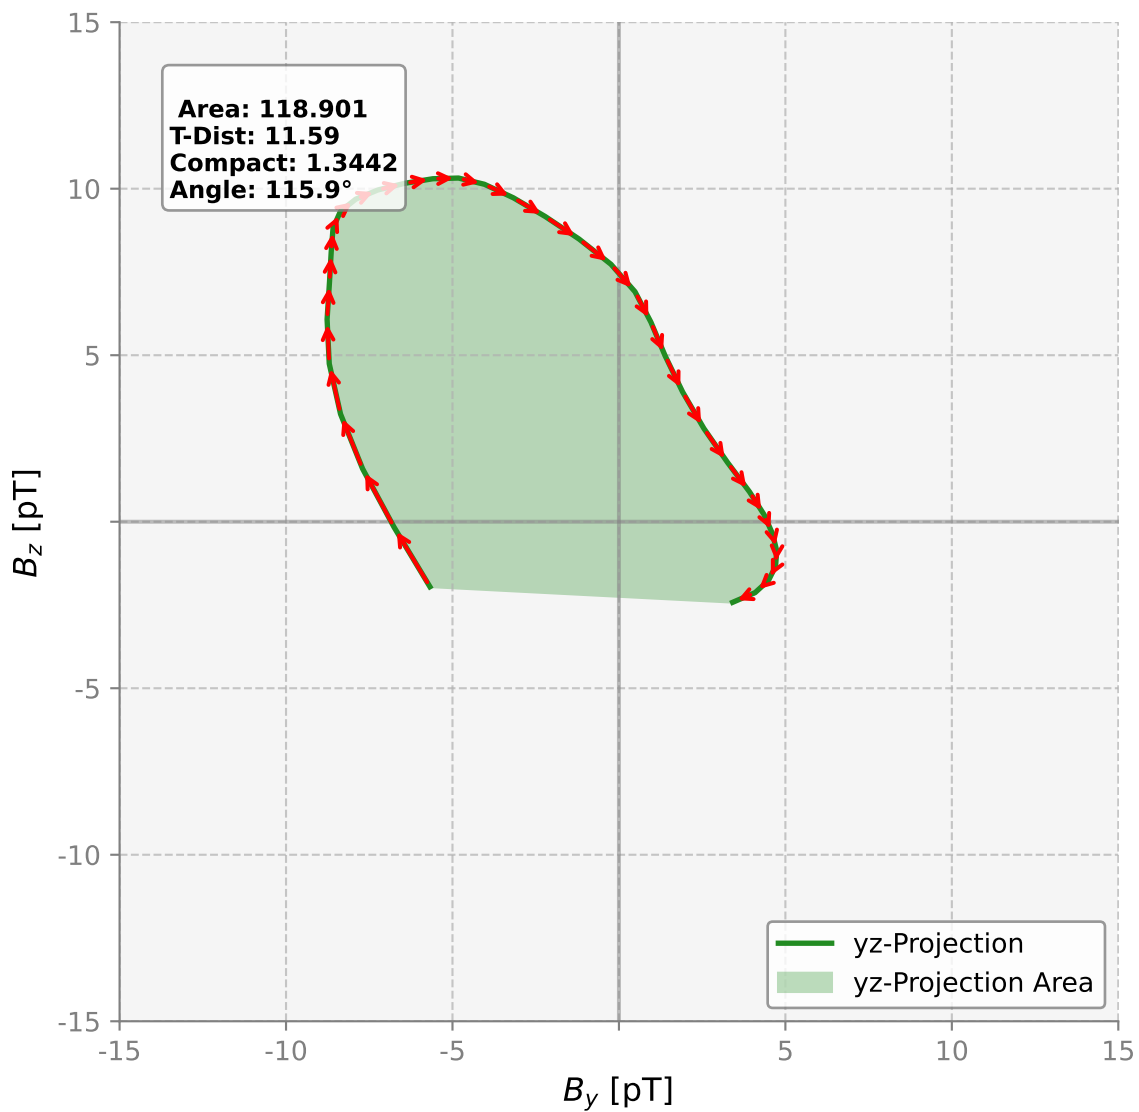 15
10
5
-5
-10
-15
B_z [pT]
Area: 118.901
T-Dist: 11.59
Compact: 1.3442
Angle: 115.9°
yz-Projection
yz-Projection Area
-15 -10 -5 5 10 15
B_y [pT]